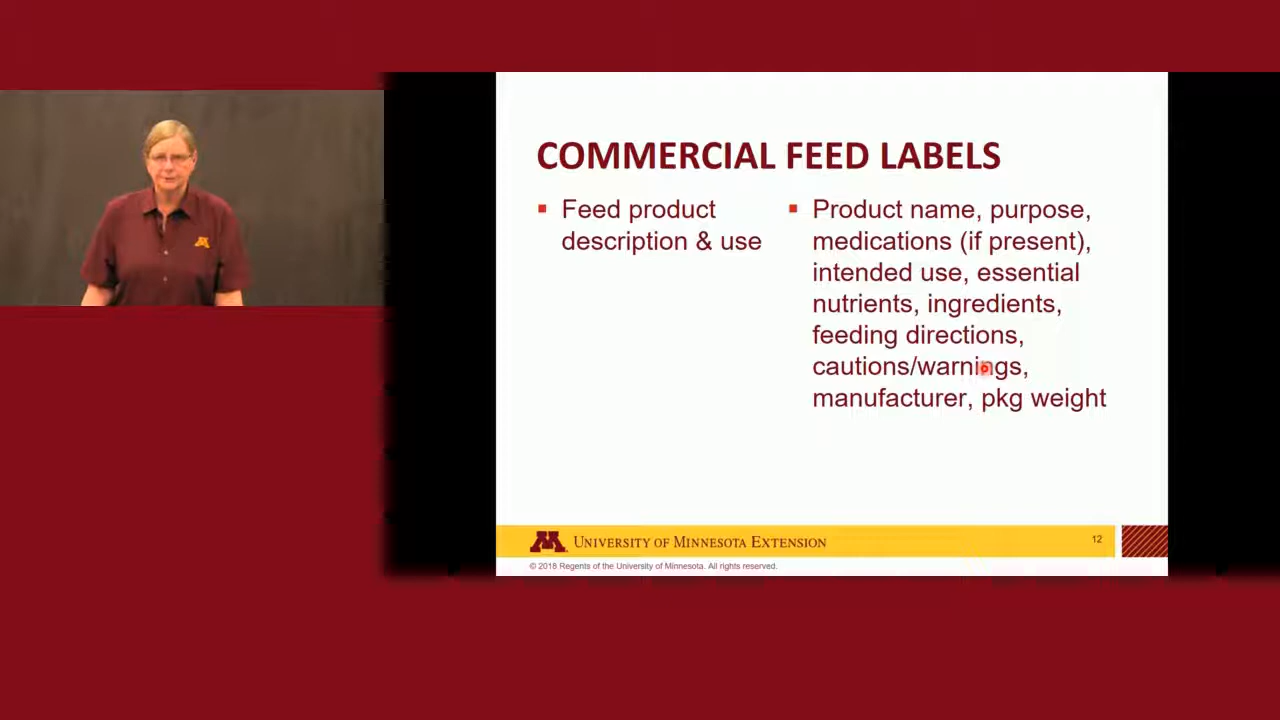 COMMERCIAL FEED LABELS
Feed product
description & use
Product name, purpose,
medications (if present),
intended use, essential
nutrients, ingredients,
feeding directions,
cautions/warnings,
manufacturer, pkg weight
UNIVERSITY OF MINNESOTA EXTENSION
12
© 2018 Regents of the University of Minnesota. All rights reserved.